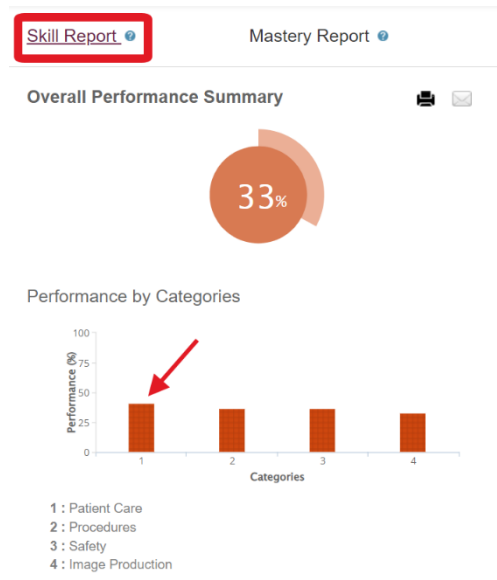 Skill Report ?
Mastery Report ?
Overall Performance Summary
33%
Performance by Categories
100
75
50
25
0
Performance (%)
1
2
3
4
Categories
1 : Patient Care
2 : Procedures
3 : Safety
4 : Image Production